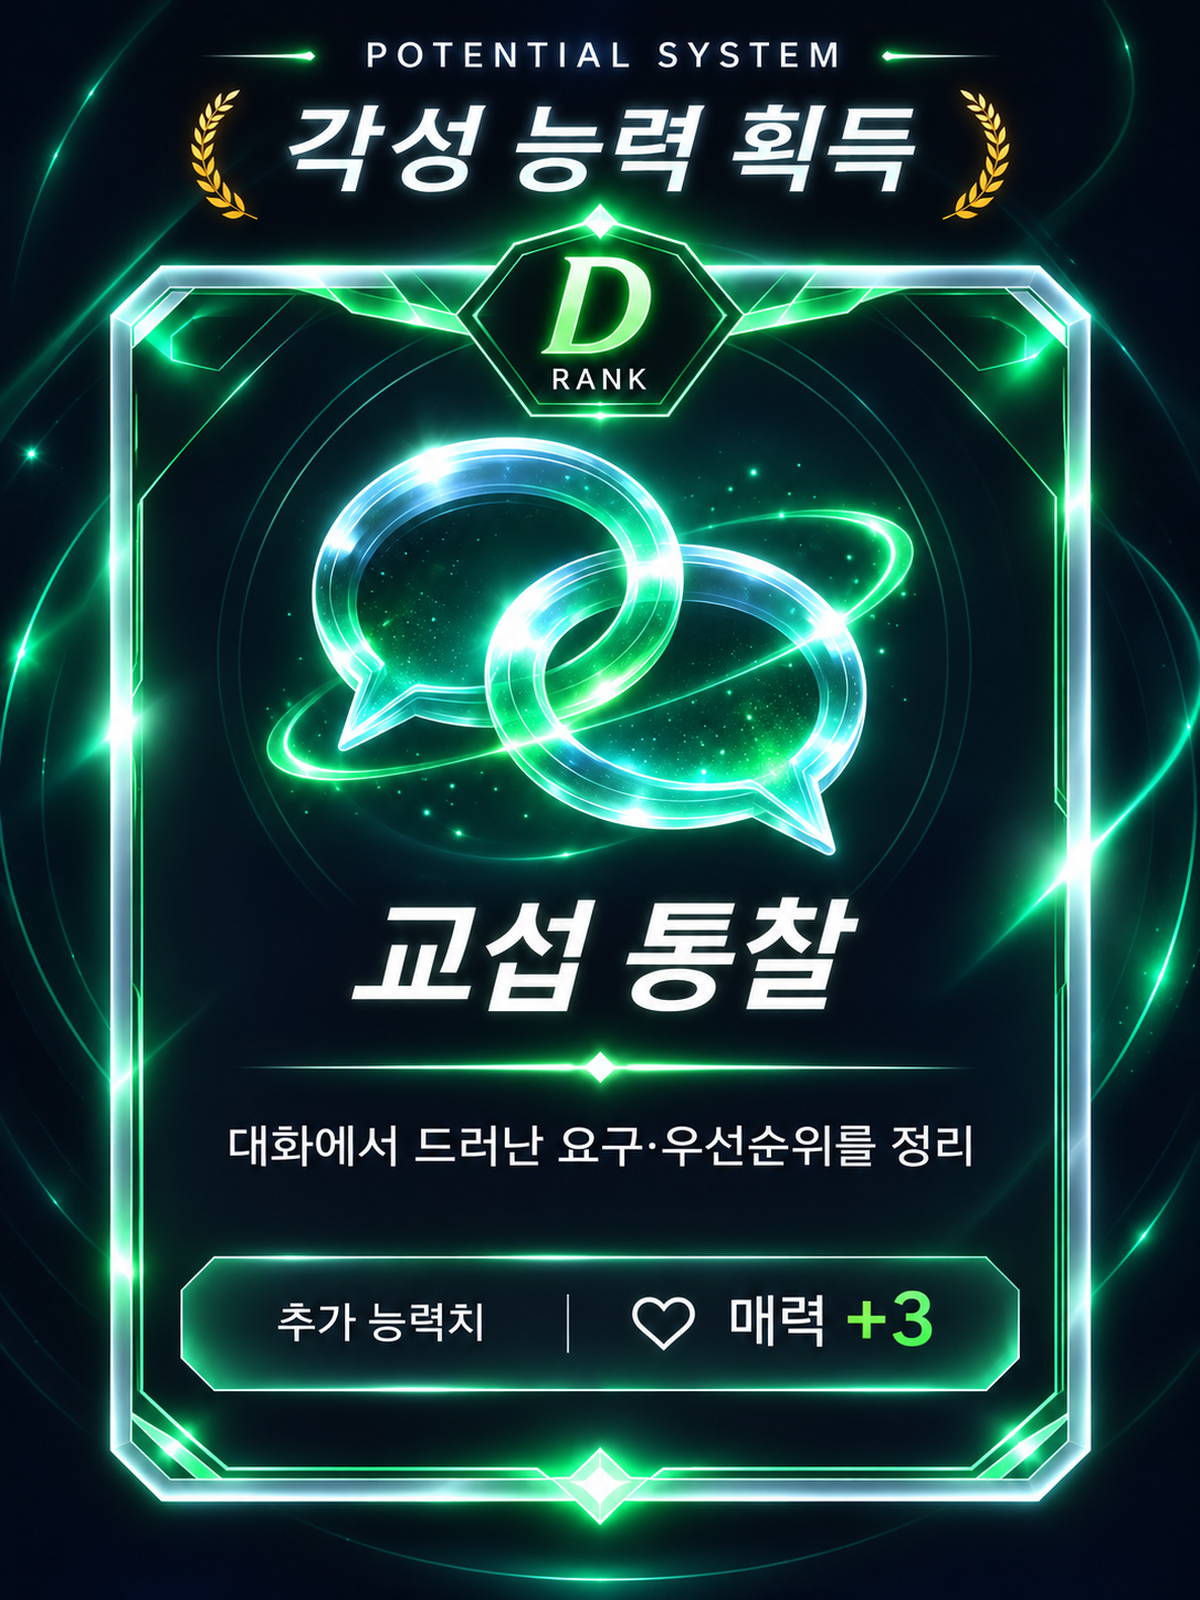 POTENTIAL SYSTEM
각성 능력 획득
D
RANK
교섭 통찰
대화에서 드러난 요구·우선순위를 정리
추가 능력치 매력 +3